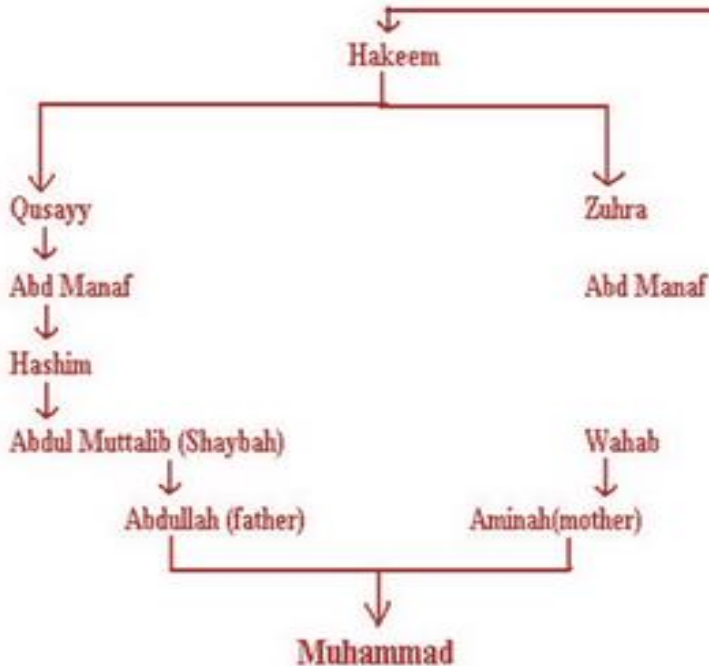 Hakeem
Qusayy
Zuhra
Abd Manaf
Abd Manaf
Hashim
Abdul Muttalib (Shaybah)
Wahab
Abdullah (father)
Aminah(mother)
Muhammad